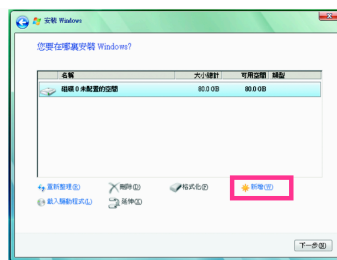 安裝 Windows
您要在哪裏安裝 Windows?
名稱 大小總計 可用空間 類型
磁碟 0 未配置的空間 80.0 GB 80.0 GB
重新整理(R) 刪除(D) 格式化(F) 新增(W)
載入驅動程式(L) 延伸(X)
下一步(N)